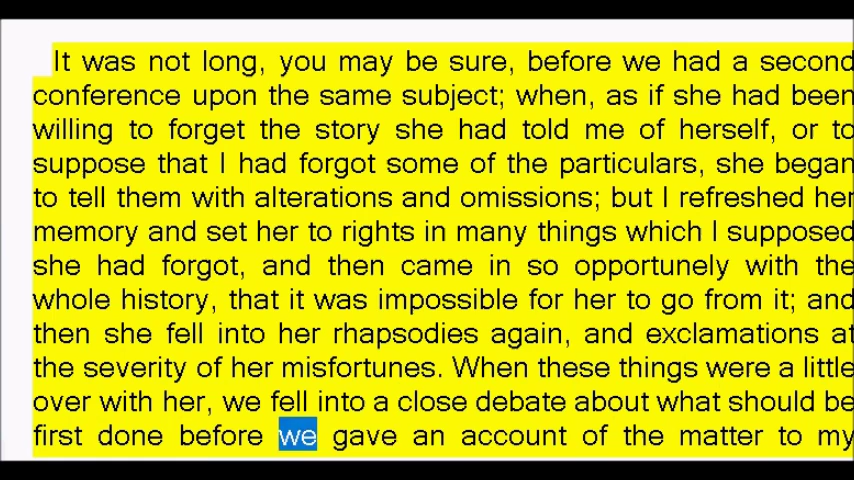 It was not long, you may be sure, before we had a second
conference upon the same subject; when, as if she had been
willing to forget the story she had told me of herself, or to
suppose that I had forgot some of the particulars, she began
to tell them with alterations and omissions; but I refreshed her
memory and set her to rights in many things which I supposed
she had forgot, and then came in so opportunely with the
whole history, that it was impossible for her to go from it; and
then she fell into her rhapsodies again, and exclamations at
the severity of her misfortunes. When these things were a little
over with her, we fell into a close debate about what should be
first done before we gave an account of the matter to my